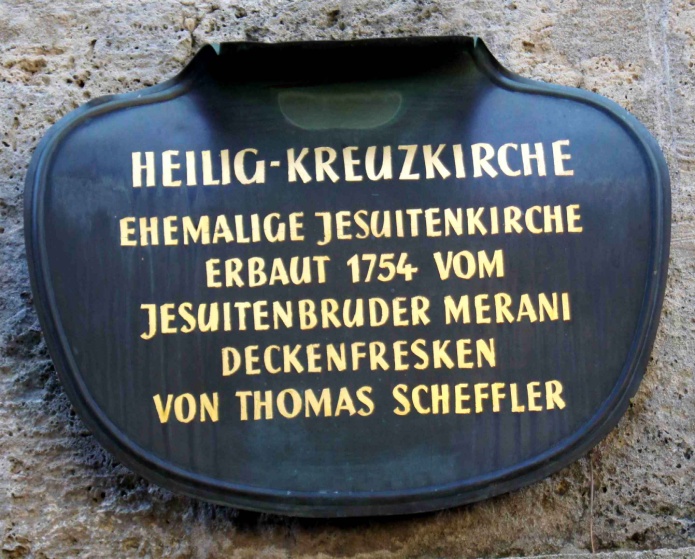 HEILIG-KREUZKIRCHE
EHEMALIGE JESUITENKIRCHE
ERBAUT 1754 VOM
JESUITENBRUDER MERANI
DECKENFRESKEN
VON THOMAS SCHEFFLER